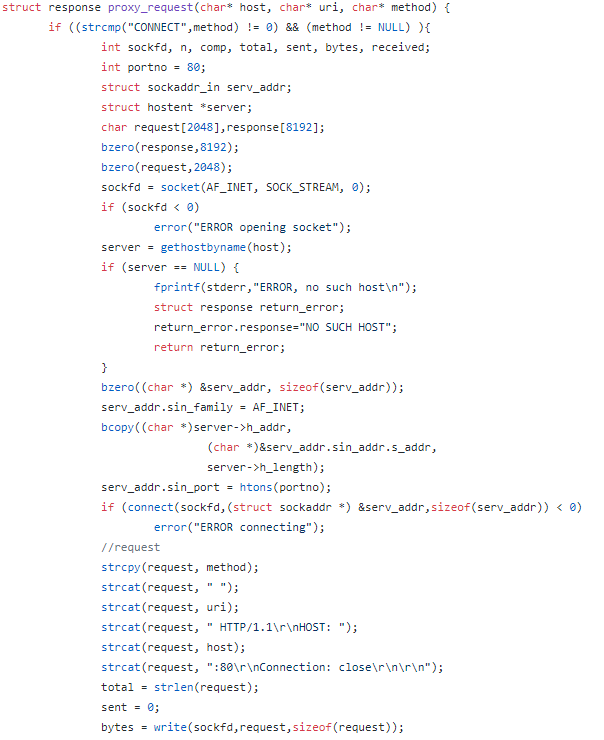 struct response proxy_request(char* host, char* uri, char* method) {
if ((strcmp("CONNECT",method) != 0) && (method != NULL) ){
int sockfd, n, comp, total, sent, bytes, received;
int portno = 80;
struct sockaddr_in serv_addr;
struct hostent *server;
char request[2048],response[8192];
bzero(response,8192);
bzero(request,2048);
sockfd = socket(AF_INET, SOCK_STREAM, 0);
if (sockfd < 0)
error("ERROR opening socket");
server = gethostbyname(host);
if (server == NULL) {
fprintf(stderr,"ERROR, no such host\n");
struct response return_error;
return_error.response="NO SUCH HOST";
return return_error;
}
bzero((char *) &serv_addr, sizeof(serv_addr));
serv_addr.sin_family = AF_INET;
bcopy((char *)server->h_addr,
(char *)&serv_addr.sin_addr.s_addr,
server->h_length);
serv_addr.sin_port = htons(portno);
if (connect(sockfd,(struct sockaddr *) &serv_addr,sizeof(serv_addr)) < 0)
error("ERROR connecting");
//request
strcpy(request, method);
strcat(request, " ");
strcat(request, uri);
strcat(request, " HTTP/1.1\r\nHOST: ");
strcat(request, host);
strcat(request, ":80\r\nConnection: close\r\n\r\n");
total = strlen(request);
sent = 0;
bytes = write(sockfd,request,sizeof(request));